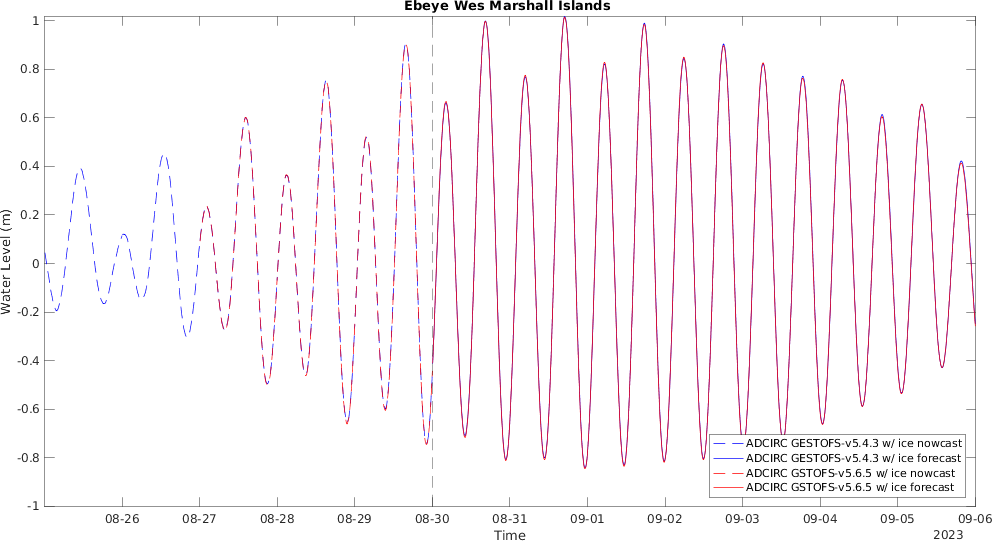 Ebeye Wes Marshall Islands
1
0.8
0.6
0.4
0.2
0
-0.2
-0.4
-0.6
-0.8
-1
Water Level (m)
ADCIRC GESTOFS-v5.4.3 w/ ice nowcast
ADCIRC GESTOFS-v5.4.3 w/ ice forecast
ADCIRC GSTOFS-v5.6.5 w/ ice nowcast
ADCIRC GSTOFS-v5.6.5 w/ ice forecast
08-26 08-27 08-28 08-29 08-30 08-31 09-01 09-02 09-03 09-04 09-05 09-06
Time
2023